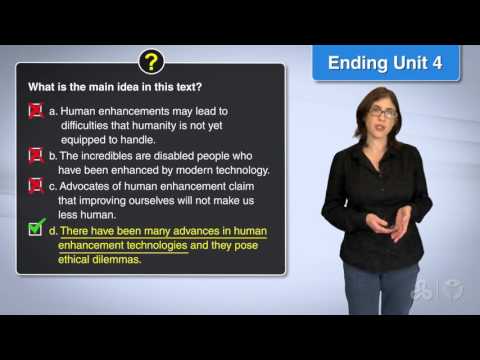 Ending Unit 4
?
What is the main idea in this text?
a. Human enhancements may lead to
difficulties that humanity is not yet
equipped to handle.
b. The incredibles are disabled people who
have been enhanced by modern technology.
c. Advocates of human enhancement claim
that improving ourselves will not make us
less human.
d. There have been many advances in human
enhancement technologies and they pose
ethical dilemmas.